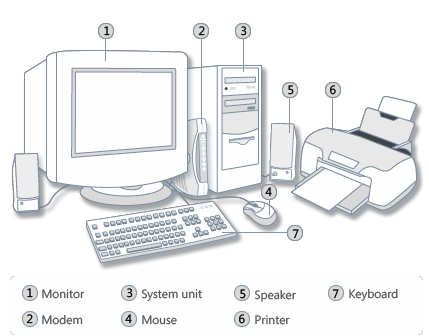 1 2 3
5 6
4
7
1 Monitor 3 System unit 5 Speaker 7 Keyboard
2 Modem 4 Mouse 6 Printer